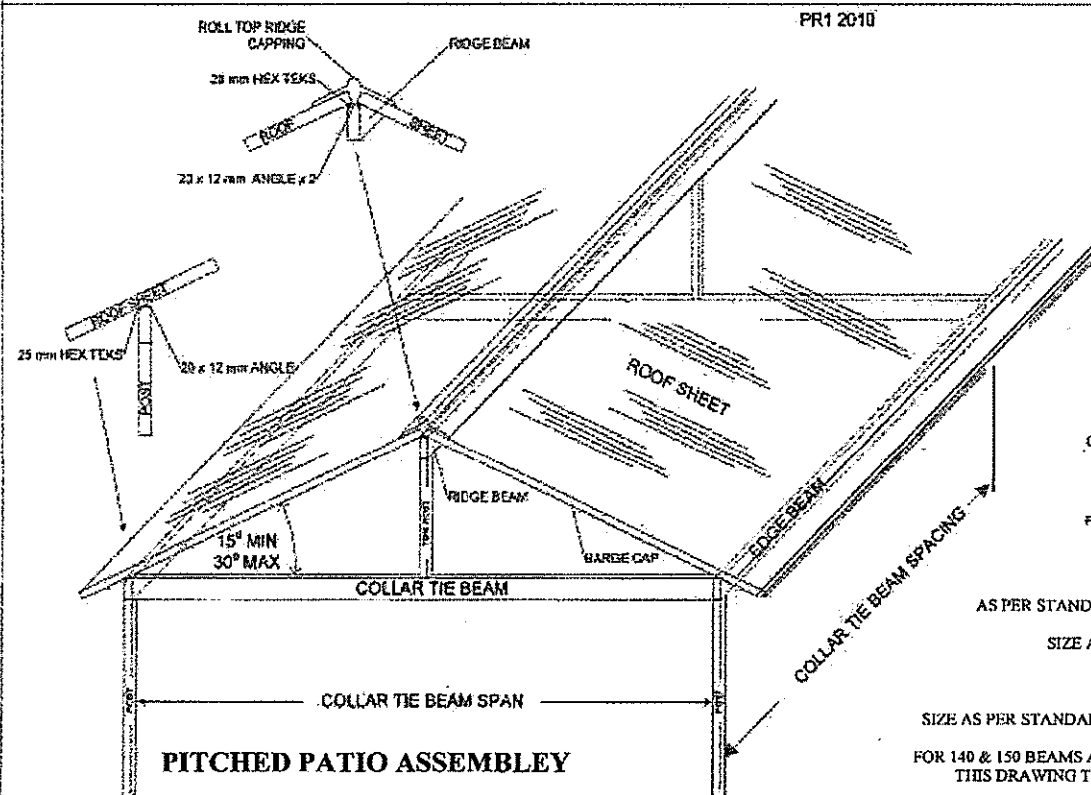 PR1 2010
ROLL TOP RIDGE
CAPPING
RIDGE BEAM
25 mm HEX TEKS
ROOF
SHEET
20 x 12 mm ANGLE x 2
ROOF SHEET
25 mm HEX TEKS
20 x 12 mm ANGLE
POST
ROOF SHEET
RIDGE BEAM
EDGE BEAM
15° MIN
30° MAX
BARGE CAP
COLLAR TIE BEAM
COLLAR TIE BEAM SPACING
AS PER STAND
SIZE A
POST
COLLAR TIE BEAM SPAN
POST
SIZE AS PER STANDAR
PITCHED PATIO ASSEMBLEY
FOR 140 & 150 BEAMS A
THIS DRAWING T